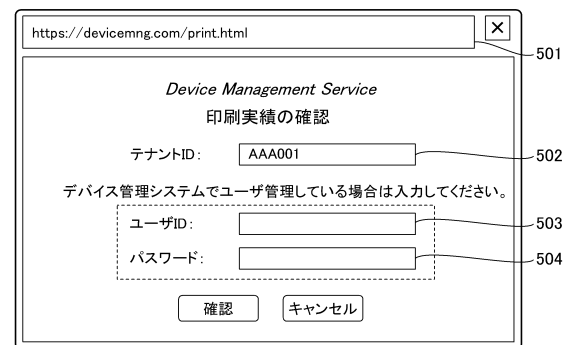 https://devicemng.com/print.html
×
501
Device Management Service
印刷実績の確認
テナントID: AAA001
502
デバイス管理システムでユーザ管理している場合は入力してください。
ユーザID:
503
パスワード:
504
確認 キャンセル